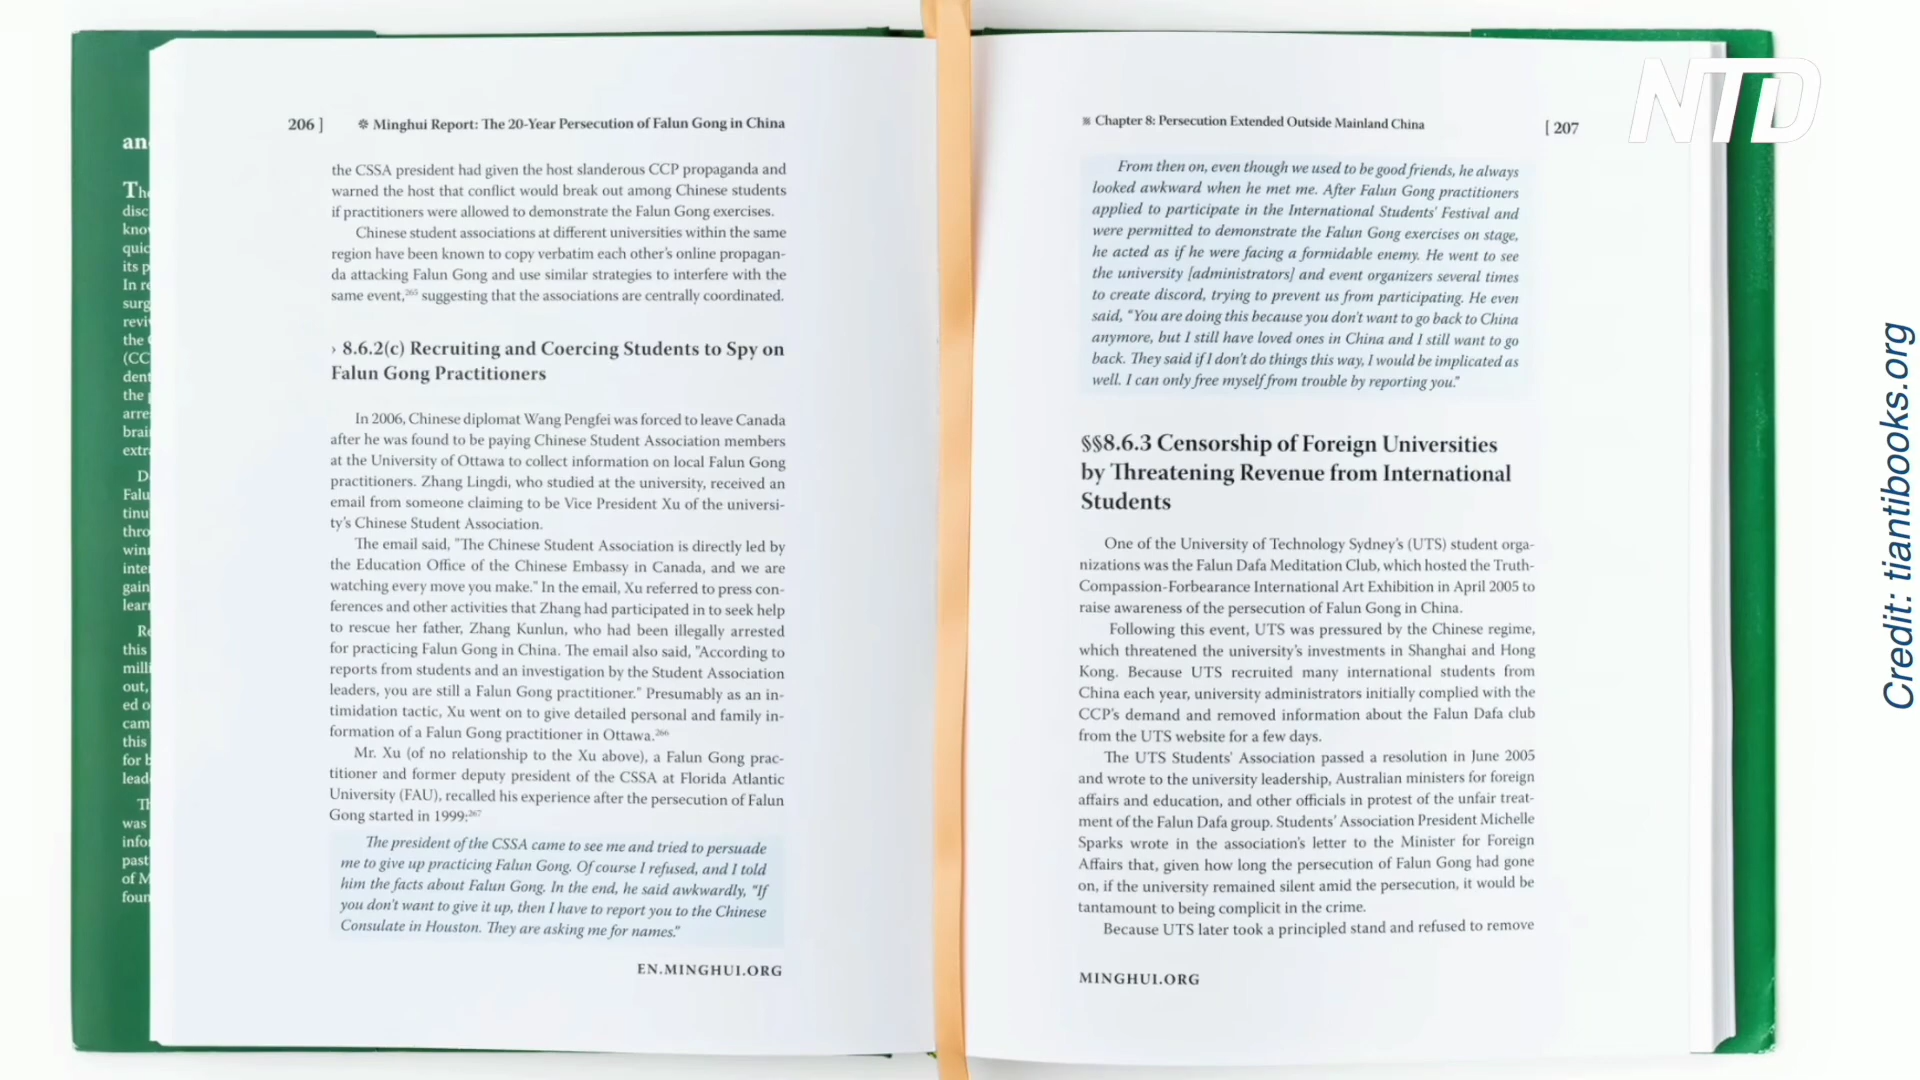 206 ]
❉ Minghui Report: The 20-Year Persecution of Falun Gong in China
the CSSA president had given the host slanderous CCP propaganda and
warned the host that conflict would break out among Chinese students
if practitioners were allowed to demonstrate the Falun Gong exercises.
Chinese student associations at different universities within the same
region have been known to copy verbatim each other's online propagan-
da attacking Falun Gong and use similar strategies to interfere with the
same event,265 suggesting that the associations are centrally coordinated.
› 8.6.2(c) Recruiting and Coercing Students to Spy on
Falun Gong Practitioners
In 2006, Chinese diplomat Wang Pengfei was forced to leave Canada
after he was found to be paying Chinese Student Association members
at the University of Ottawa to collect information on local Falun Gong
practitioners. Zhang Lingdi, who studied at the university, received an
email from someone claiming to be Vice President Xu of the universi-
ty's Chinese Student Association.
The email said, "The Chinese Student Association is directly led by
the Education Office of the Chinese Embassy in Canada, and we are
watching every move you make." In the email, Xu referred to press con-
ferences and other activities that Zhang had participated in to seek help
to rescue her father, Zhang Kunlun, who had been illegally arrested
for practicing Falun Gong in China. The email also said, "According to
reports from students and an investigation by the Student Association
leaders, you are still a Falun Gong practitioner." Presumably as an in-
timidation tactic, Xu went on to give detailed personal and family in-
formation of a Falun Gong practitioner in Ottawa.266
Mr. Xu (of no relationship to the Xu above), a Falun Gong prac-
titioner and former deputy president of the CSSA at Florida Atlantic
University (FAU), recalled his experience after the persecution of Falun
Gong started in 1999:267
The president of the CSSA came to see me and tried to persuade
me to give up practicing Falun Gong. Of course I refused, and I told
him the facts about Falun Gong. In the end, he said awkwardly, "If
you don't want to give it up, then I have to report you to the Chinese
Consulate in Houston. They are asking me for names."
EN.MINGHUI.ORG
Chapter 8: Persecution Extended Outside Mainland China
[ 207
From then on, even though we used to be good friends, he always
looked awkward when he met me. After Falun Gong practitioners
applied to participate in the International Students' Festival and
were permitted to demonstrate the Falun Gong exercises on stage,
he acted as if he were facing a formidable enemy. He went to see
the university [administrators] and event organizers several times
to create discord, trying to prevent us from participating. He even
said, "You are doing this because you don't want to go back to China
anymore, but I still have loved ones in China and I still want to go
back. They said if I don't do things this way, I would be implicated as
well. I can only free myself from trouble by reporting you."
§§8.6.3 Censorship of Foreign Universities
by Threatening Revenue from International
Students
One of the University of Technology Sydney's (UTS) student orga-
nizations was the Falun Dafa Meditation Club, which hosted the Truth-
Compassion-Forbearance International Art Exhibition in April 2005 to
raise awareness of the persecution of Falun Gong in China.
Following this event, UTS was pressured by the Chinese regime,
which threatened the university's investments in Shanghai and Hong
Kong. Because UTS recruited many international students from
China each year, university administrators initially complied with the
CCP's demand and removed information about the Falun Dafa club
from the UTS website for a few days.
The UTS Students' Association passed a resolution in June 2005
and wrote to the university leadership, Australian ministers for foreign
affairs and education, and other officials in protest of the unfair treat-
ment of the Falun Dafa group. Students' Association President Michelle
Sparks wrote in the association's letter to the Minister for Foreign
Affairs that, given how long the persecution of Falun Gong had gone
on, if the university remained silent amid the persecution, it would be
tantamount to being complicit in the crime.
Because UTS later took a principled stand and refused to remove
MINGHUI.ORG
NTD
Credit: tiantibooks.org